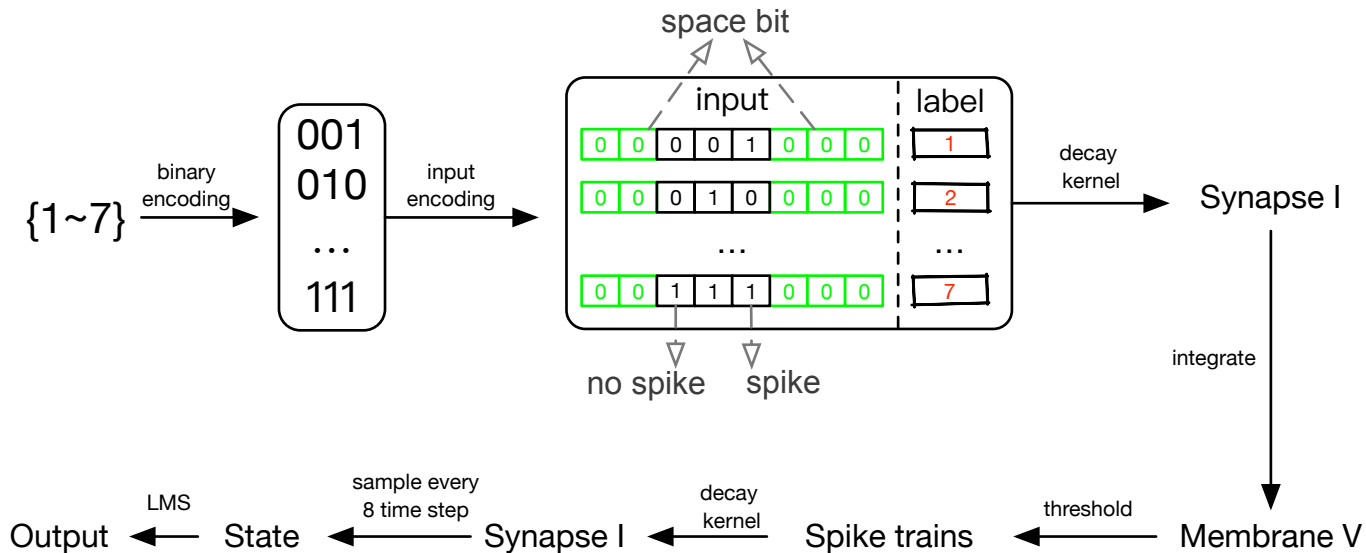 space bit
input
label
001
010
...
111
binary
encoding
input
encoding
{1~7}
0 0 0 0 1 0 0 0
1
0 0 0 1 0 0 0 0
2
...
...
0 0 1 1 1 0 0 0
7
decay
kernel
Synapse I
no spike
spike
integrate
Output
LMS
State
sample every
8 time step
Synapse I
decay
kernel
Spike trains
threshold
Membrane V